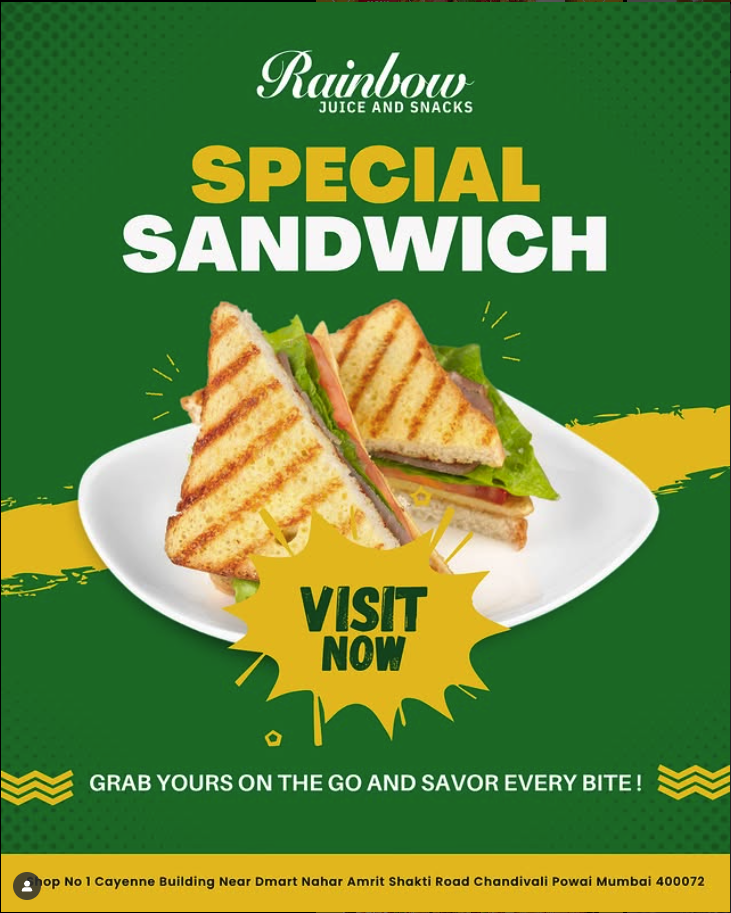 Rainbow
JUICE AND SNACKS
SPECIAL
SANDWICH
VISIT
NOW
GRAB YOURS ON THE GO AND SAVOR EVERY BITE !
Shop No 1 Cayenne Building Near Dmart Nahar Amrit Shakti Road Chandivali Powai Mumbai 400072